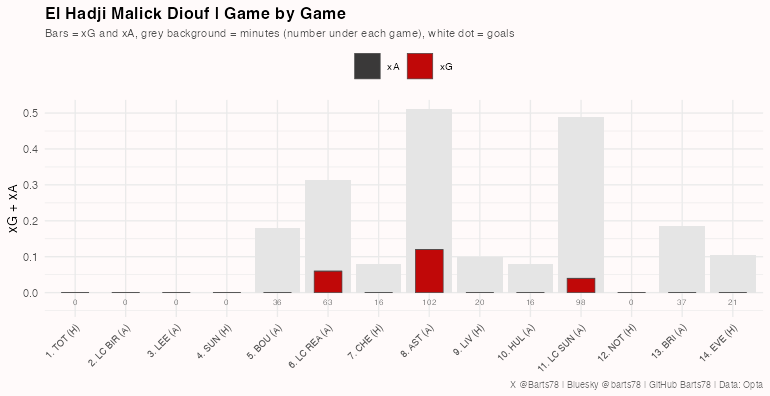 El Hadji Malick Diouf | Game by Game
Bars = xG and xA, grey background = minutes (number under each game), white dot = goals
xA
xG
xG + xA
0.5
0.4
0.3
0.2
0.1
0.0
0
0
0
0
36
63
16
102
20
16
98
0
37
21
1. TOT (H)
2. LC BIR (A)
3. LEE (A)
4. SUN (H)
5. BOU (A)
6. LC REA (A)
7. CHE (H)
8. AST (A)
9. LIV (H)
10. HUL (A)
11. LC SUN (A)
12. NOT (H)
13. BRI (A)
14. EVE (H)
X @Barts78 | Bluesky @barts78 | GitHub Barts78 | Data: Opta